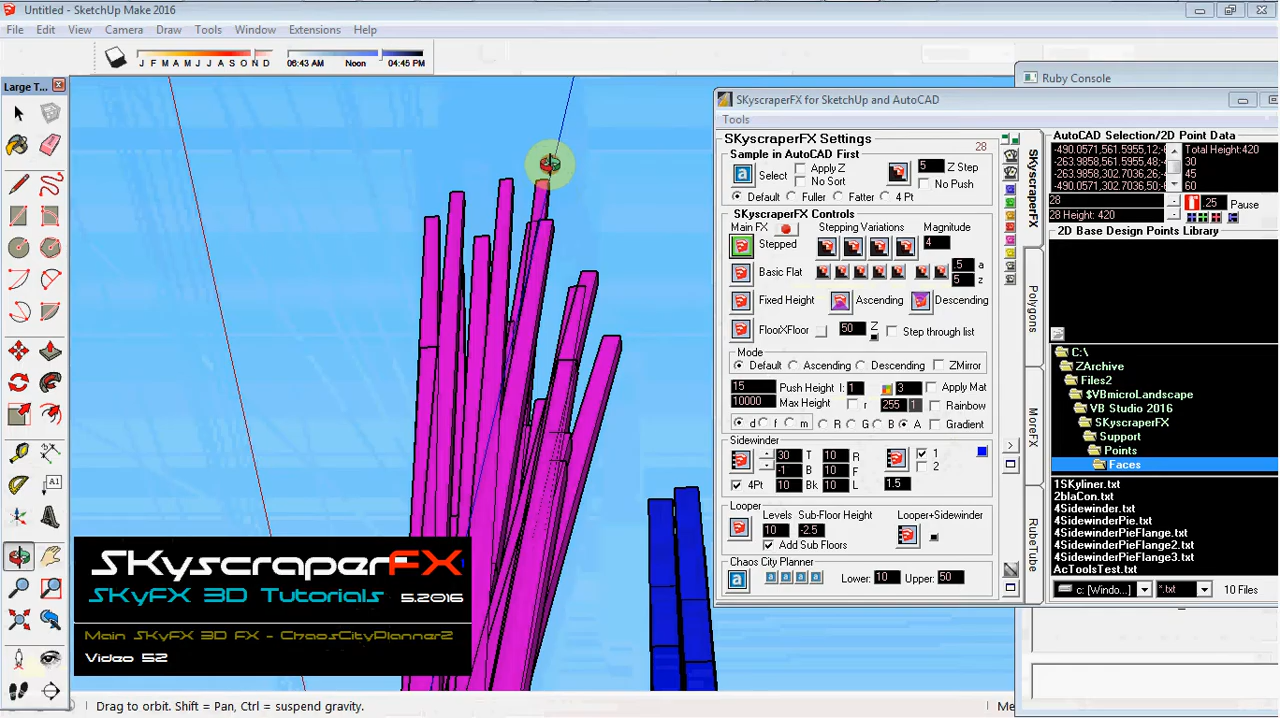 Untitled - SketchUp Make 2016
File Edit View Camera Draw Tools Window Extensions Help
J F M A M J J A S O N D
06:43 AM Noon 04:45 PM
Large T...
Ruby Console
SKyscraperFX for SketchUp and AutoCAD
Tools
SKyscraperFX Settings
28
Sample in AutoCAD First
Select
Apply Z
No Sort
5 Z Step
No Push
Default Fuller Fatter 4 Pt
SKyscraperFX Controls
Main FX Stepping Variations Magnitude
Stepped
4
Basic Flat
.5 a
5 z
Fixed Height Ascending Descending
FloorXFloor 50 Z Step through list
Mode
Default Ascending Descending ZMirror
15 Push Height I: 1 3 Apply Mat
10000 Max Height r 255 1 Rainbow
d f m R G B A Gradient
Sidewinder
30 T 10 R
-1 B 10 F
4Pt 10 Bk 10 L
1
2
1.5
Looper
Levels Sub-Floor Height Looper+Sidewinder
10 -2.5
Add Sub Floors
Chaos City Planner
Lower: 10 Upper: 50
SKyscraperFX
Polygons
MoreFX
RubeTube
AutoCAD Selection/2D Point Data
-490.0571,561.5955,12;
-263.9858,561.5955,48;
-263.9858,302.7036,30;
-490.0571,302.7036,50;
Total Height:420
30
45
60
28
28 Height: 420
.25 Pause
2D Base Design Points Library
C:\
ZArchive
Files2
$VBmicroLandscape
VB Studio 2016
SKyscraperFX
Support
Points
Faces
1SKyliner.txt
2blaCon.txt
4Sidewinder.txt
4SidewinderPie.txt
4SidewinderPieFlange.txt
4SidewinderPieFlange2.txt
AcToolsTest.txt
c: [Windo...] *.txt 10 Files
A1
SKyscraperFX
SKyFX 3D Tutorials 5.2016
Main SKyFX 3D FX - ChaosCityPlanner2
Video 52
Drag to orbit. Shift = Pan, Ctrl = suspend gravity.
Me